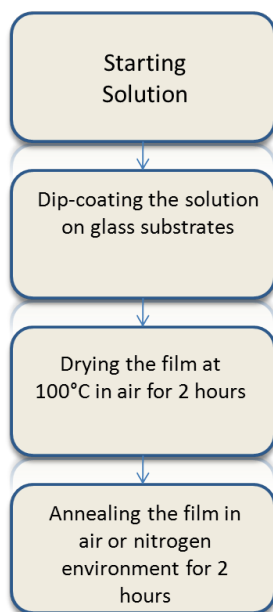 Starting
Solution
Dip-coating the solution
on glass substrates
Drying the film at
100°C in air for 2 hours
Annealing the film in
air or nitrogen
environment for 2
hours